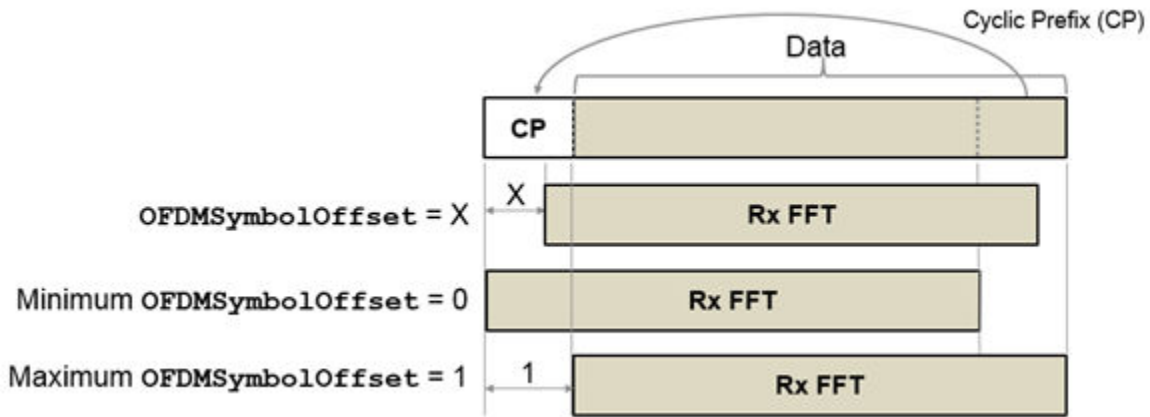 Cyclic Prefix (CP)
Data
CP
X
OFDMSymbolOffset = X
Rx FFT
Minimum OFDMSymbolOffset = 0
Rx FFT
Maximum OFDMSymbolOffset = 1
1
Rx FFT